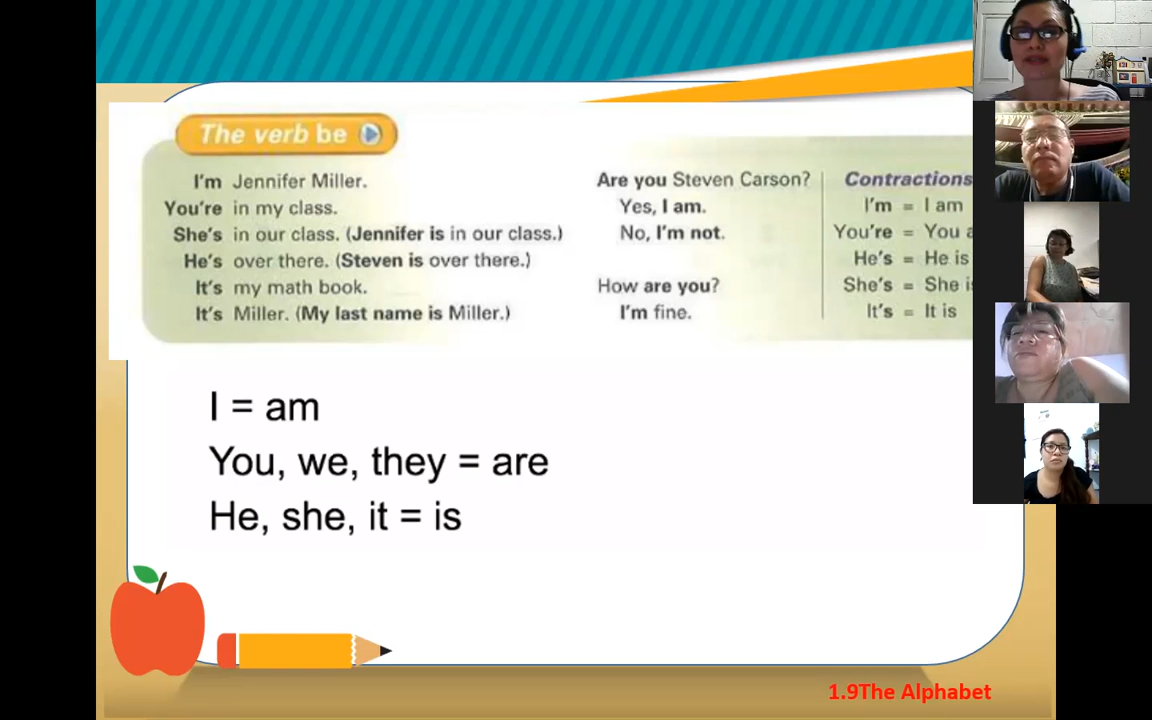 The verb be
I'm Jennifer Miller.
You're in my class.
She's in our class. (Jennifer is in our class.)
He's over there. (Steven is over there.)
It's my math book.
It's Miller. (My last name is Miller.)
Are you Steven Carson?
Yes, I am.
No, I'm not.
How are you?
I'm fine.
Contractions
I'm = I am
You're = You a
He's = He is
She's = She i
It's = It is
I = am
You, we, they = are
He, she, it = is
1.9The Alphabet